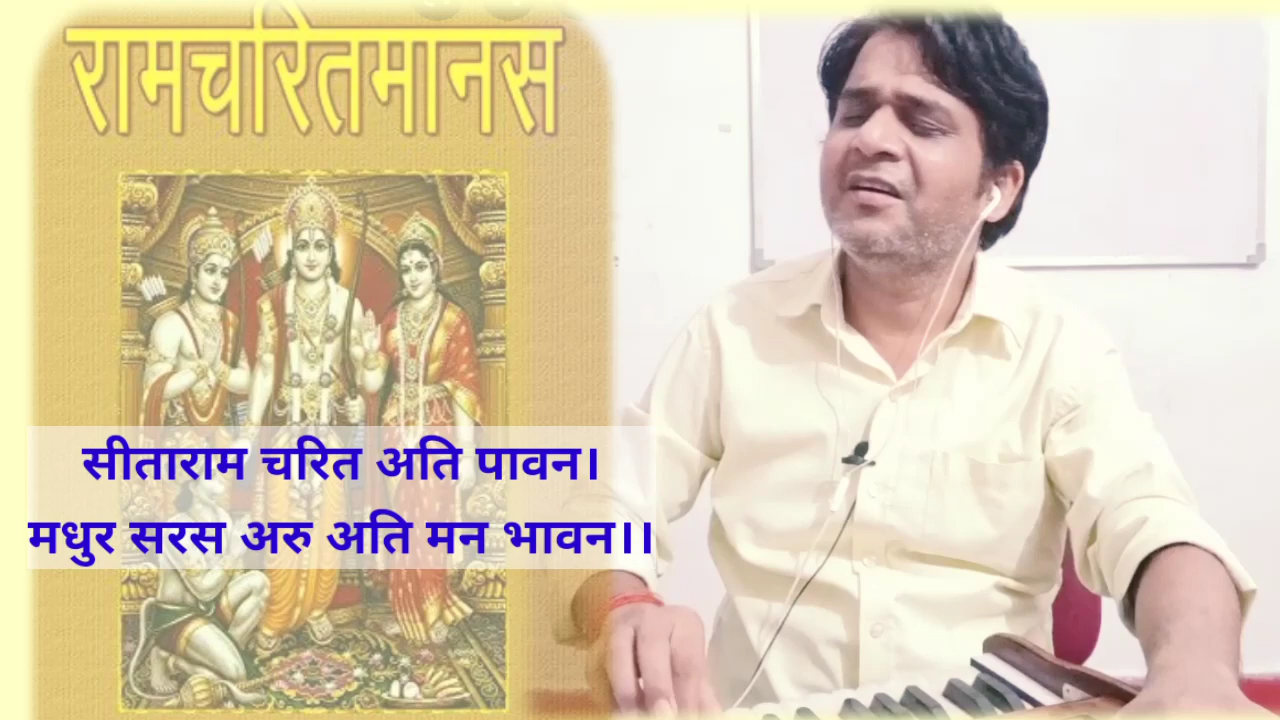 रामचरितमानस
सीताराम चरित अति पावन।
मधुर सरस अरु अति मन भावन।।